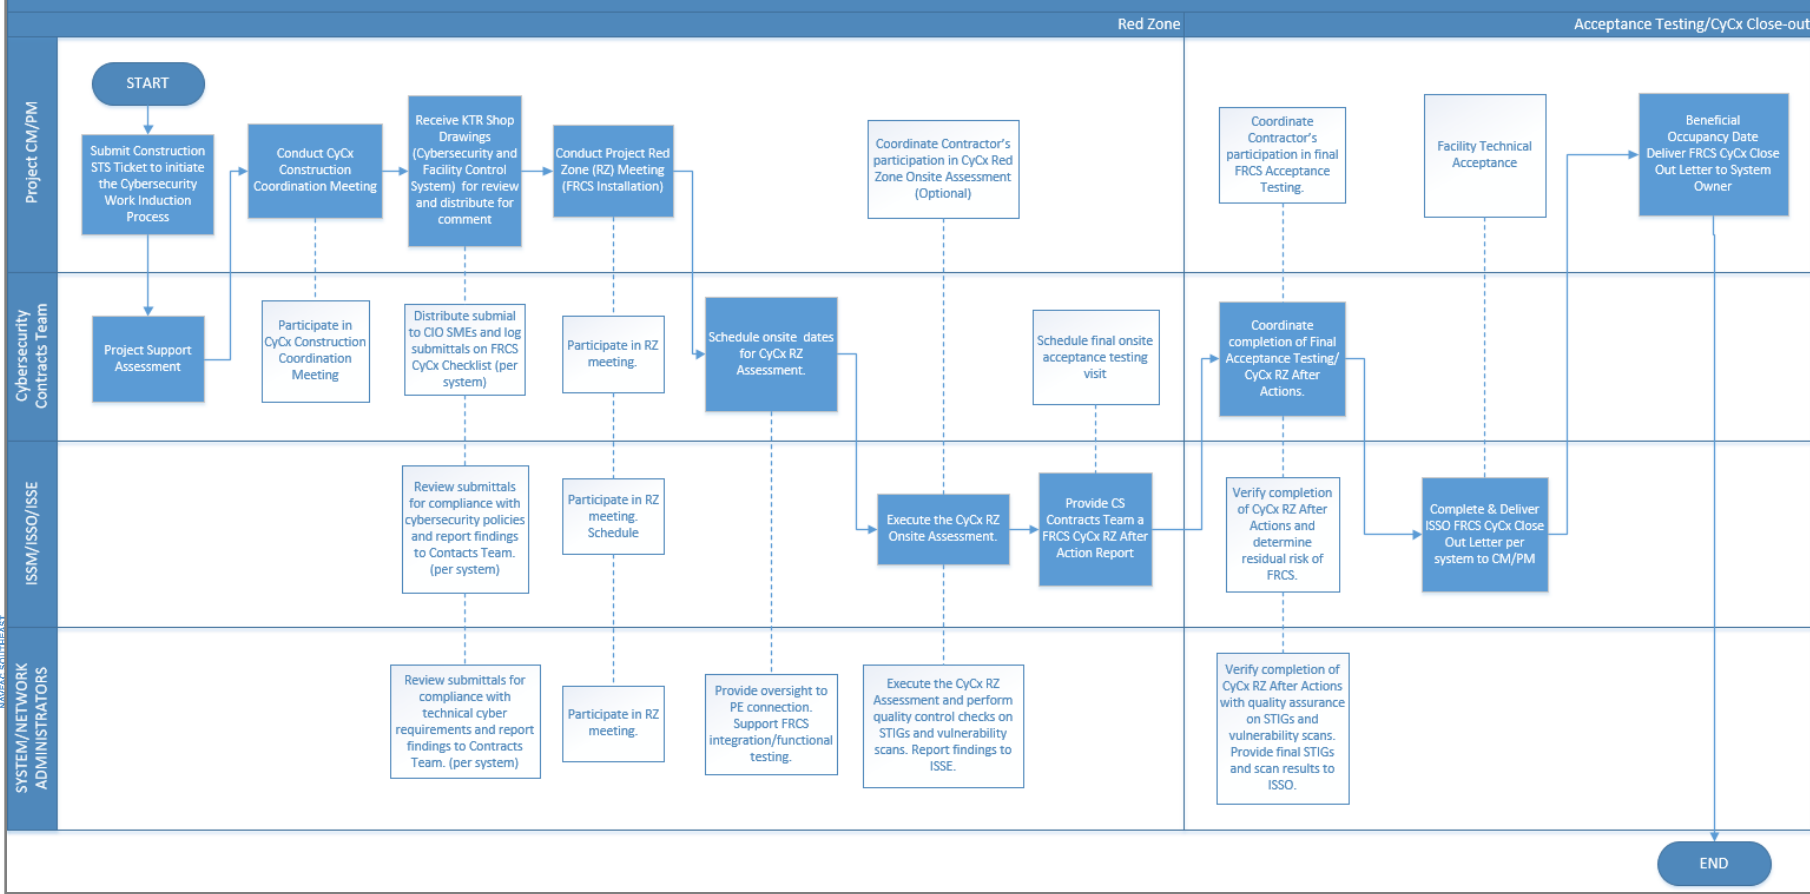 Red Zone
Acceptance Testing/CyCx Close-out
Project CM/PM
START
Submit Construction
STS Ticket to initiate
the Cybersecurity
Work Induction
Process
Conduct CyCx
Construction
Coordination Meeting
Receive KTR Shop
Drawings
(Cybersecurity and
Facility Control
System) for review
and distribute for
comment
Conduct Project Red
Zone (RZ) Meeting
(FRCS Installation)
Coordinate Contractor's
participation in CyCx Red
Zone Onsite Assessment
(Optional)
Coordinate
Contractor's
participation in final
FRCS Acceptance
Testing.
Facility Technical
Acceptance
Beneficial
Occupancy Date
Deliver FRCS CyCx Close
Out Letter to System
Owner
Cybersecurity
Contracts Team
Project Support
Assessment
Participate in
CyCx Construction
Coordination
Meeting
Distribute submial
to CIO SMEs and log
submittals on FRCS
CyCx Checklist (per
system)
Participate in RZ
meeting.
Schedule onsite dates
for CyCx RZ
Assessment.
Schedule final onsite
acceptance testing
visit
Coordinate
completion of Final
Acceptance Testing/
CyCx RZ After
Actions.
ISSM/ISSO/ISSE
Review submittals
for compliance with
cybersecurity policies
and report findings
to Contacts Team.
(per system)
Participate in RZ
meeting.
Schedule
Execute the CyCx RZ
Onsite Assessment.
Provide CS
Contracts Team a
FRCS CyCx RZ After
Action Report
Verify completion
of CyCx RZ After
Actions and
determine
residual risk of
FRCS.
Complete & Deliver
ISSO FRCS CyCx Close
Out Letter per
system to CM/PM
SYSTEM/NETWORK
ADMINISTRATORS
Review submittals for
compliance with
technical cyber
requirements and report
findings to Contracts
Team. (per system)
Participate in RZ
meeting.
Provide oversight to
PE connection.
Support FRCS
integration/functional
testing.
Execute the CyCx RZ
Assessment and perform
quality control checks on
STIGs and vulnerability
scans. Report findings to
ISSE.
Verify completion of
CyCx RZ After Actions
with quality assurance
on STIGs and
vulnerability scans.
Provide final STIGs
and scan results to
ISSO.
END